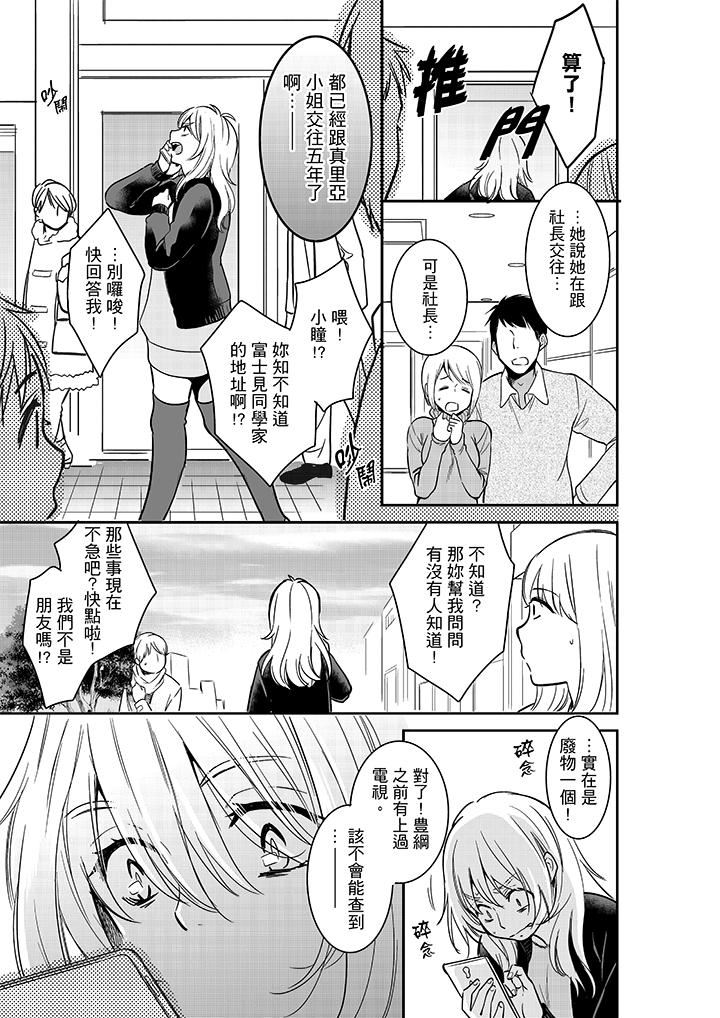 算了！
推
門
…她說她在跟
社長交往…
可是社長…
都已經跟真里亞
小姐交往五年了
啊…——
吵
鬧
喂！
小瞳!?
妳知不知道
富士見同學家
的地址啊!?
…別囉唆！
快回答我！
吵
鬧
不知道？
那妳幫我問問
有沒有人知道！
那些事現在
不急吧？快點啦！
我們不是
朋友嗎!?
…實在是
廢物一個！
碎念
碎念
對了！豊綱
之前有上過
電視。
該不會能查到
…——